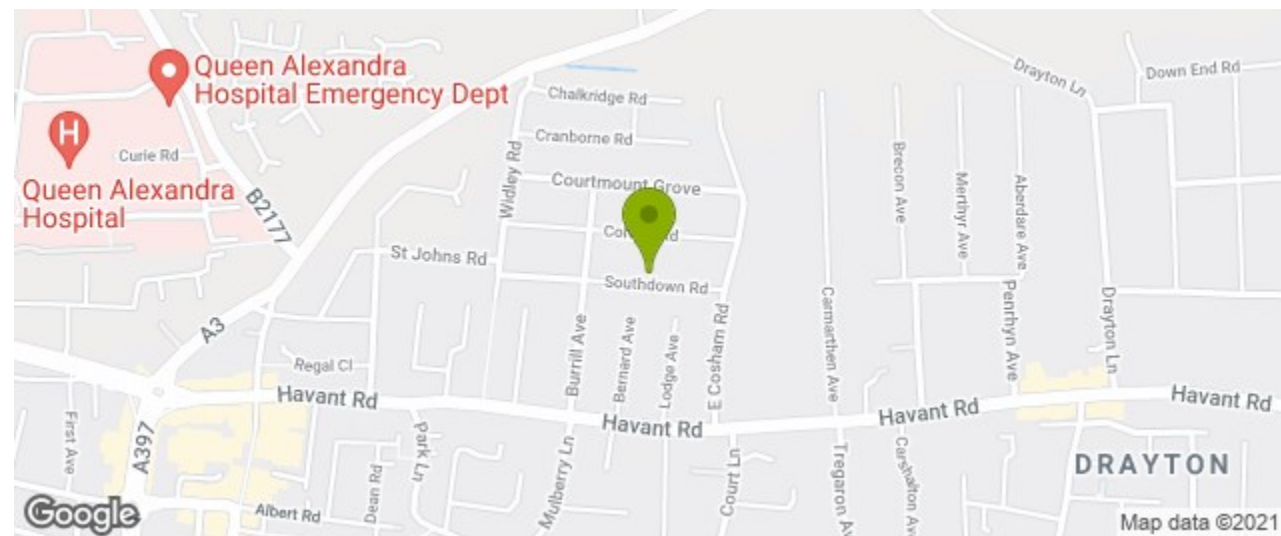 Queen Alexandra
Hospital Emergency Dept
H
Queen Alexandra
Hospital
Curie Rd
B2177
A3
St Johns Rd
Widley Rd
Chalkridge Rd
Cranborne Rd
Courtmount Grove
Southdown Rd
Drayton Ln
Down End Rd
Brecon Ave
Merthyr Ave
Aberdare Ave
Carmarthen Ave
Penrhyn Ave
Drayton Ln
Regal Cl
Burrill Ave
Bernard Ave
Lodge Ave
E Cosham Rd
Havant Rd
Havant Rd
Havant Rd
Havant Rd
First Ave
A397
Dean Rd
Park Ln
Mulberry Ln
Court Ln
Albert Rd
DRAYTON
Google
Map data ©2021